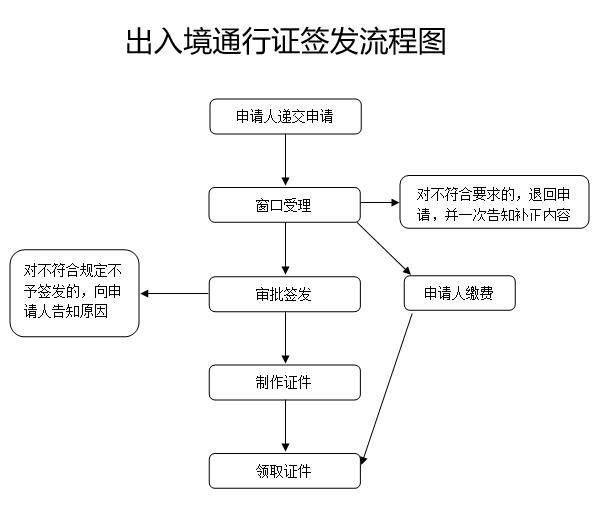 出入境通行证签发流程图
申请人递交申请
窗口受理
对不符合要求的，退回申
请，并一次告知补正内容
对不符合规定不
予签发的，向申
请人告知原因
审批签发
申请人缴费
制作证件
领取证件